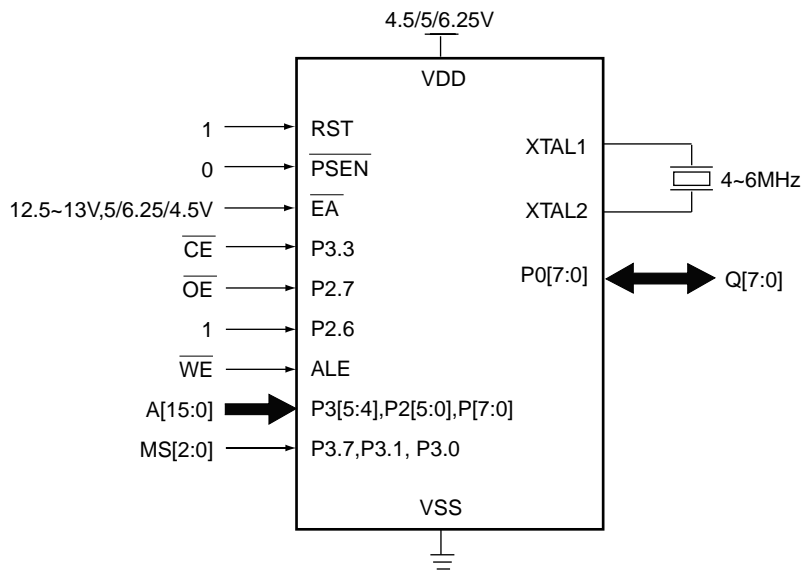 4.5/5/6.25V
VDD
1 RST
0 PSEN
12.5~13V,5/6.25/4.5V EA
CE P3.3
OE P2.7
1 P2.6
WE ALE
A[15:0] P3[5:4],P2[5:0],P[7:0]
MS[2:0] P3.7,P3.1, P3.0
XTAL1
4~6MHz
XTAL2
P0[7:0] Q[7:0]
VSS